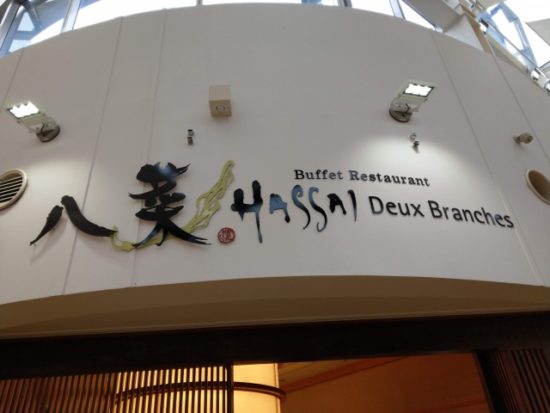 八菜
Buffet Restaurant
HASSAI Deux Branches